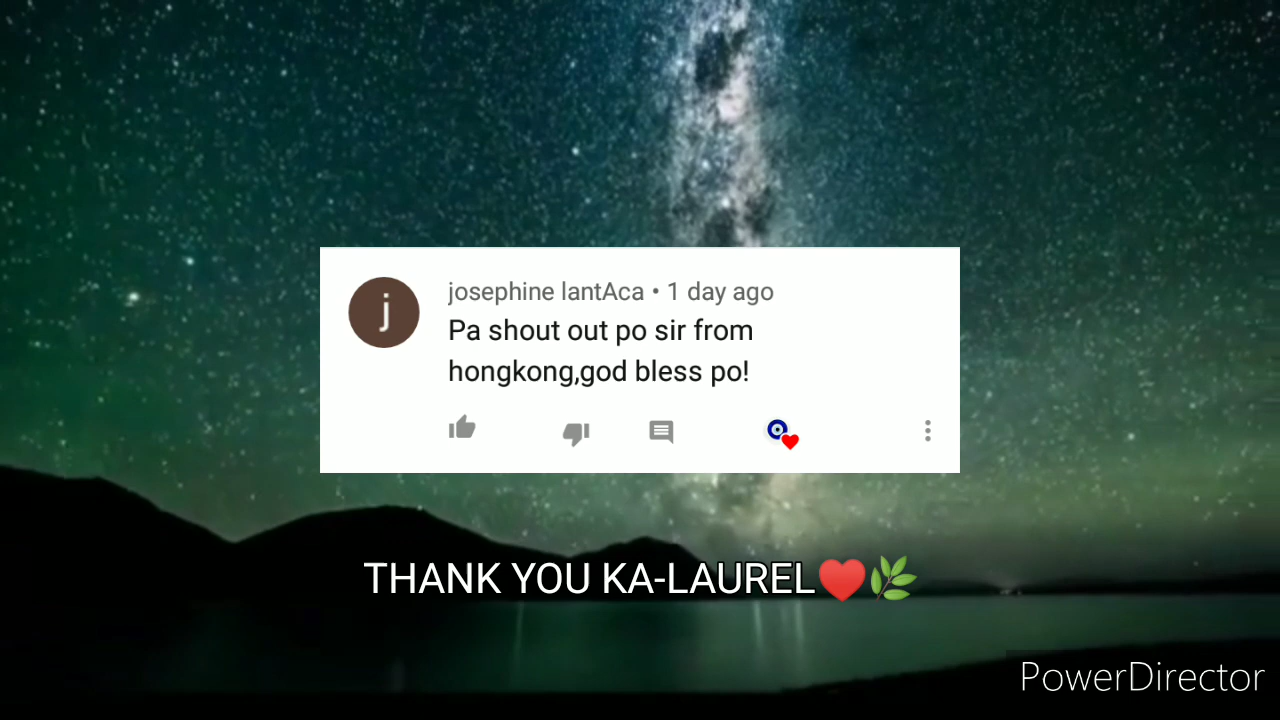 j
josephine lantAca • 1 day ago
Pa shout out po sir from
hongkong,god bless po!
THANK YOU KA-LAUREL❤️🌿
PowerDirector